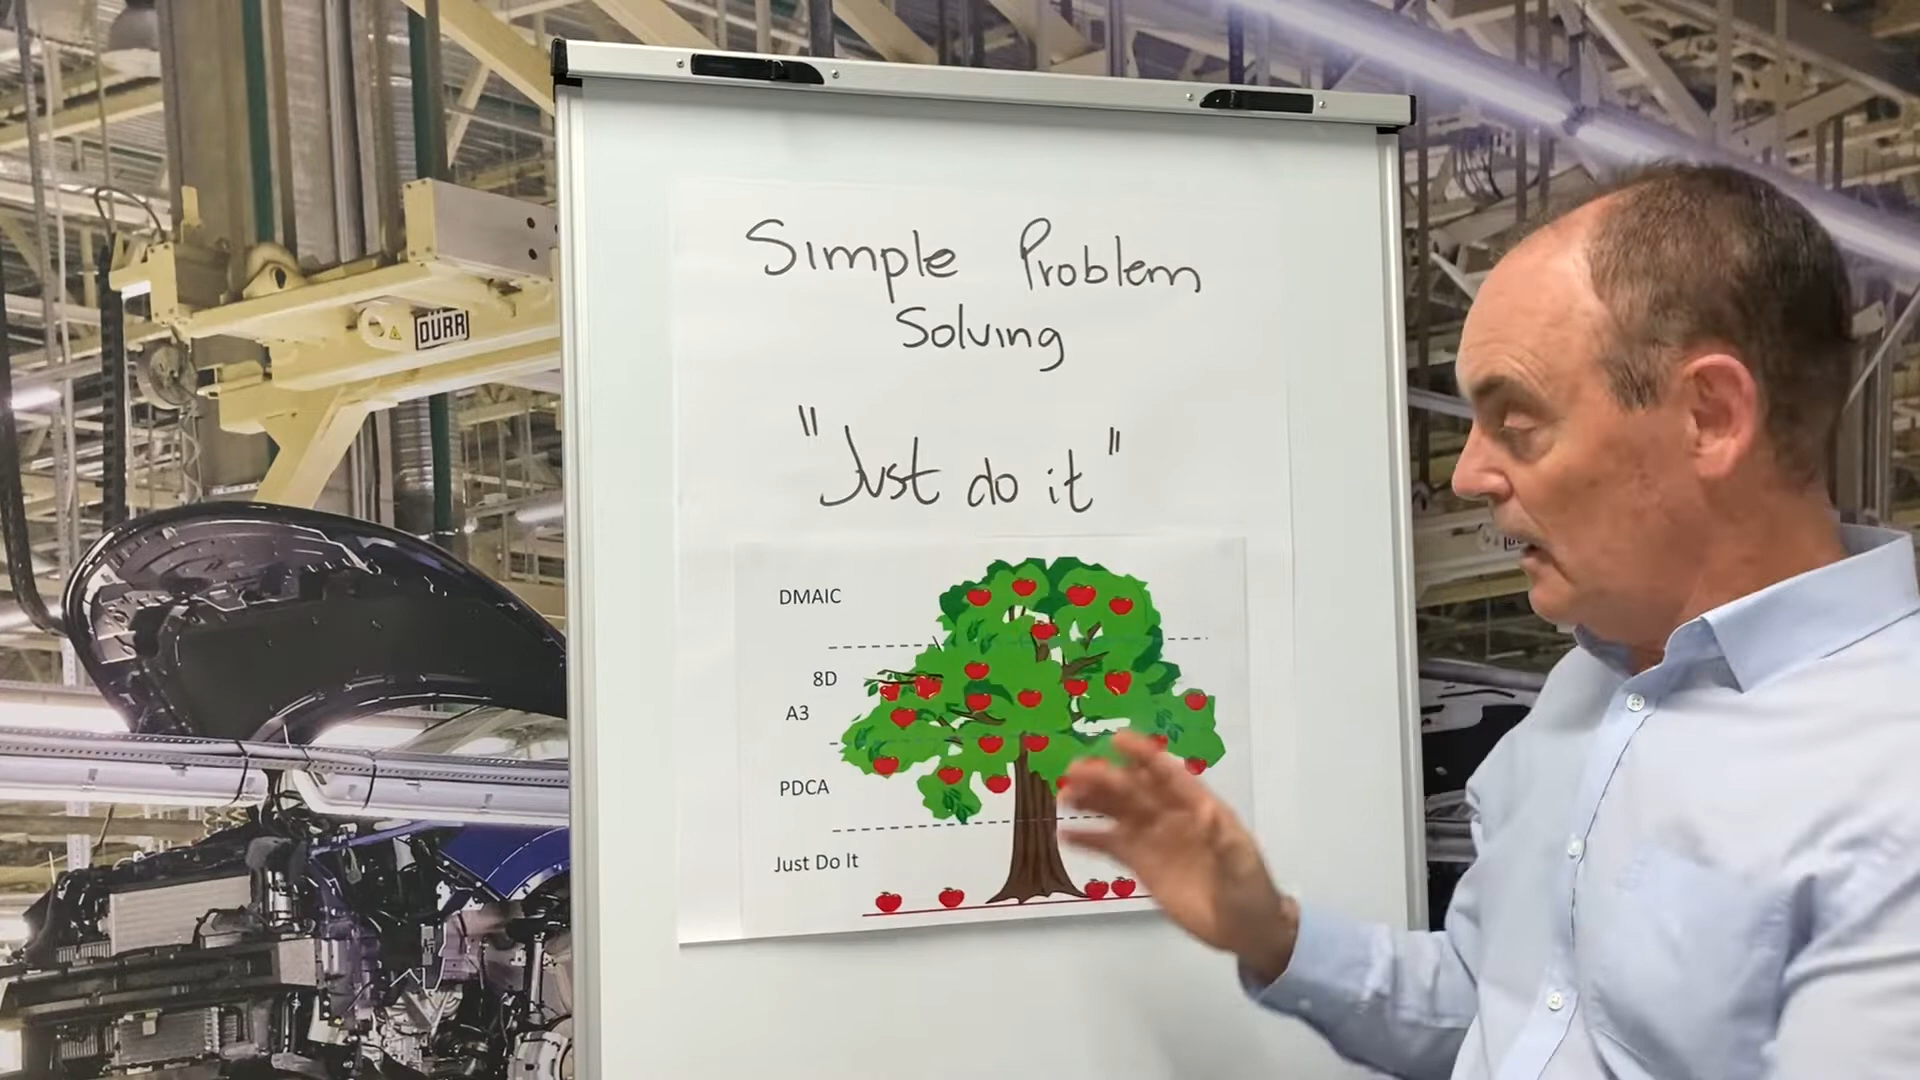 Simple Problem
Solving
"Just do it"
DMAIC
8D
A3
PDCA
Just Do It
DÜRR